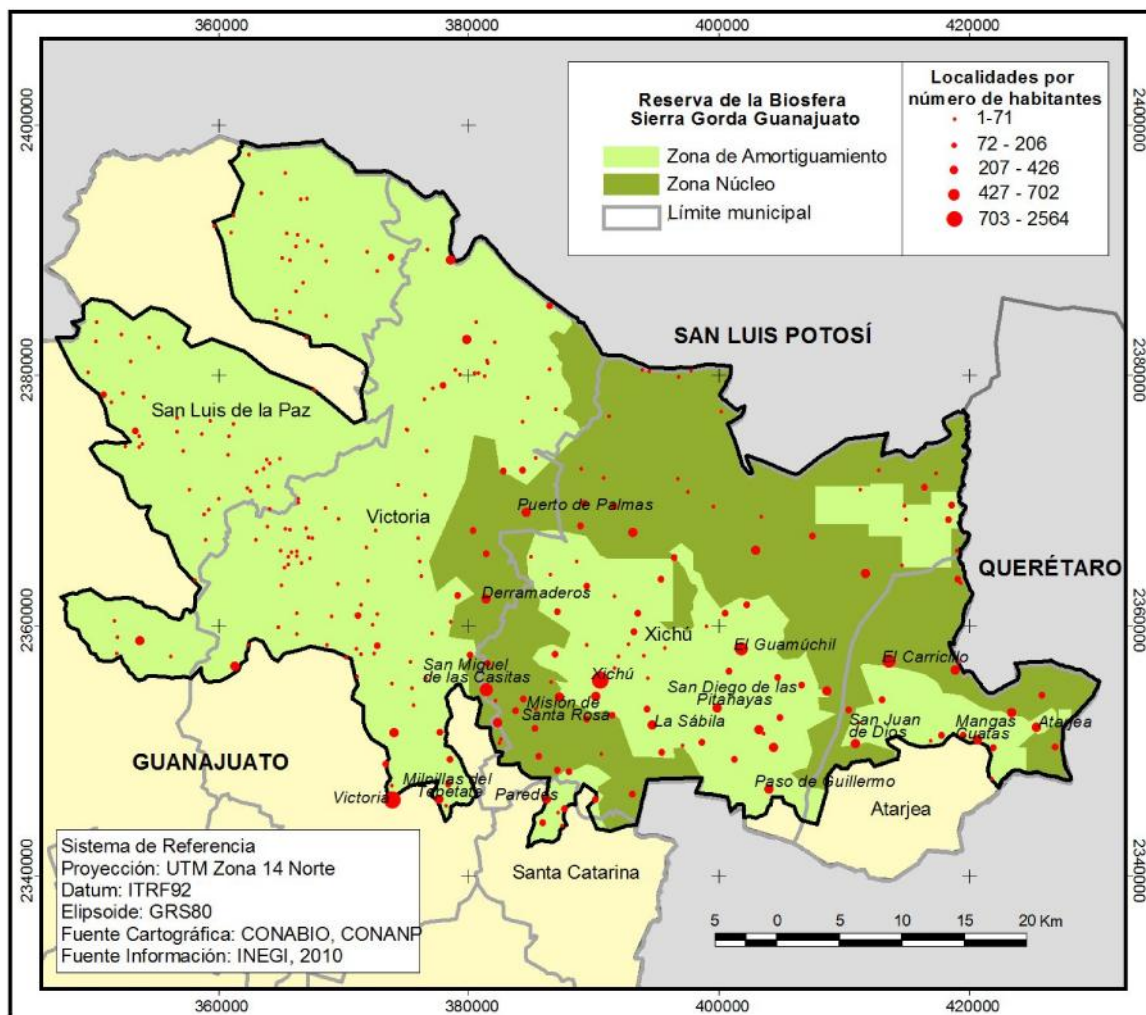 360000
380000
400000
420000
2400000
2400000
Reserva de la Biosfera
Sierra Gorda Guanajuato
Zona de Amortiguamiento
Zona Núcleo
Límite municipal
Localidades por
número de habitantes
1-71
72 - 206
207 - 426
427 - 702
703 - 2564
SAN LUIS POTOSÍ
2380000
2380000
San Luis de la Paz
Victoria
Puerto de Palmas
QUERÉTARO
Derramaderos
2360000
2360000
Xichú
El Guamúchil
El Carricillo
San Miguel
de las Casitas
Xichú
Misión de
Santa Rosa
San Diego de las
Pitahayas
La Sábila
San Juan
de Dios
Mangas
Cuatas
Atarjea
GUANAJUATO
Milpillas del
Tepetate
Paredes
Paso de Guillermo
Victoria
Atarjea
Santa Catarina
2340000
2340000
Sistema de Referencia
Proyección: UTM Zona 14 Norte
Datum: ITRF92
Elipsoide: GRS80
Fuente Cartográfica: CONABIO, CONANP
Fuente Información: INEGI, 2010
5 0 5 10 15 20 Km
360000
380000
400000
420000